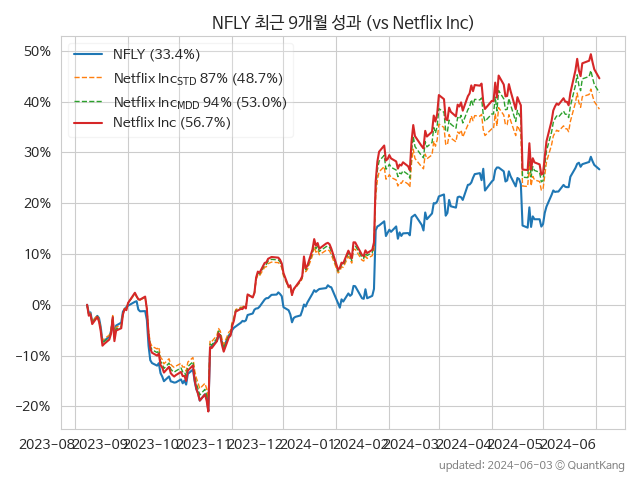 NFLY 최근 9개월 성과 (vs Netflix Inc)
NFLY (33.4%)
Netflix IncSTD 87% (48.7%)
Netflix IncMDD 94% (53.0%)
Netflix Inc (56.7%)
50%
40%
30%
20%
10%
0%
−10%
−20%
2023-08 2023-09 2023-10 2023-11 2023-12 2024-01 2024-02 2024-03 2024-04 2024-05 2024-06
updated: 2024-06-03 © QuantKang